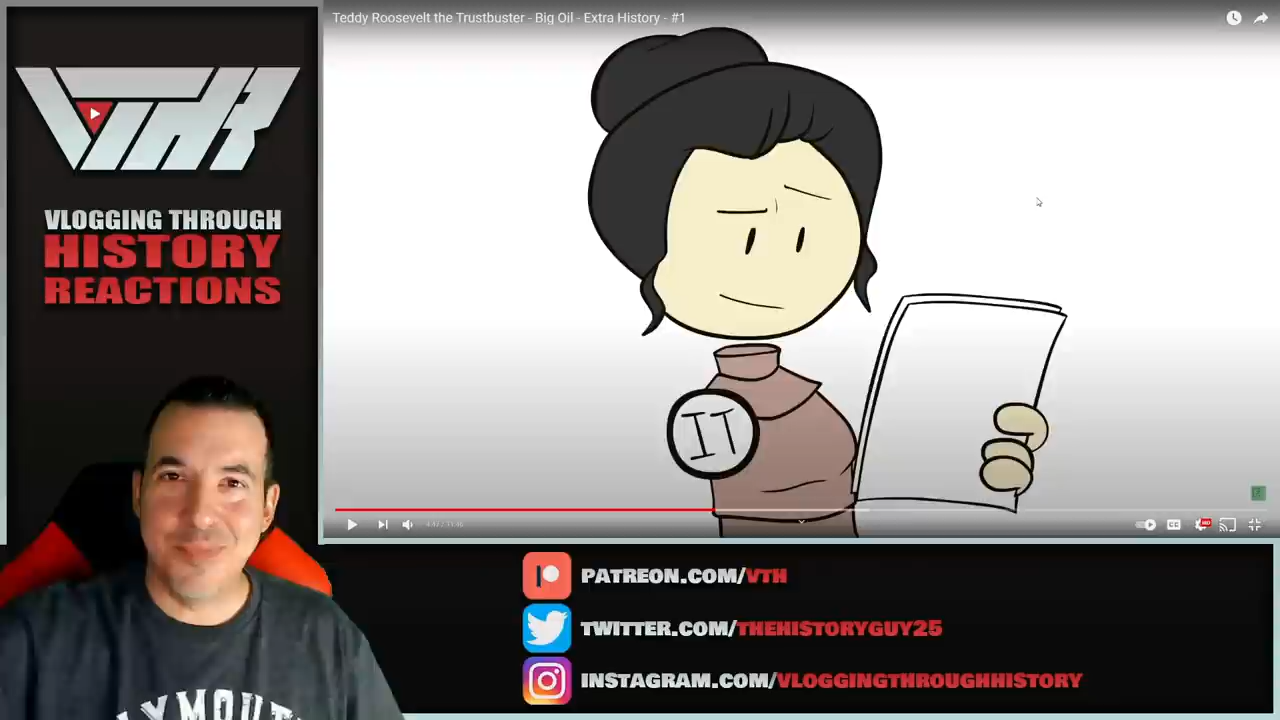 Teddy Roosevelt the Trustbuster - Big Oil - Extra History - #1
VTHR
VLOGGING THROUGH
HISTORY
REACTIONS
IT
PATREON.COM/VTH
TWITTER.COM/THEHISTORYGUY25
INSTAGRAM.COM/VLOGGINGTHROUGHHISTORY